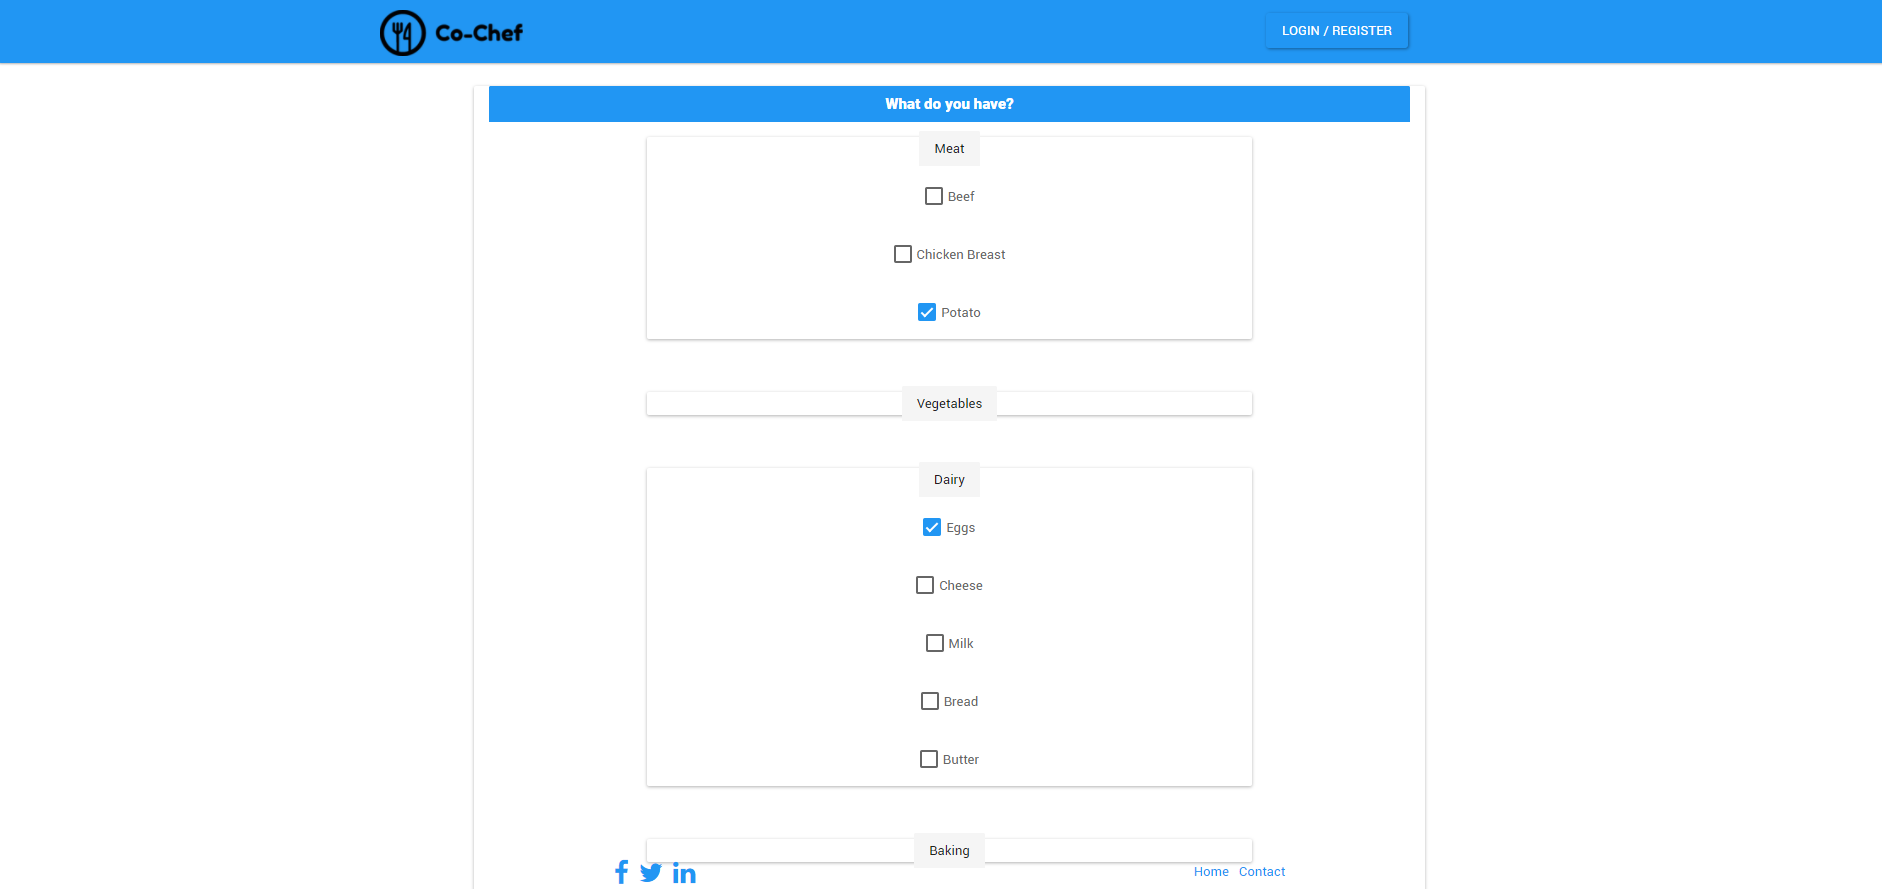 Co-Chef
LOGIN / REGISTER
What do you have?
Meat
Beef
Chicken Breast
Potato
Vegetables
Dairy
Eggs
Cheese
Milk
Bread
Butter
Baking
Home Contact